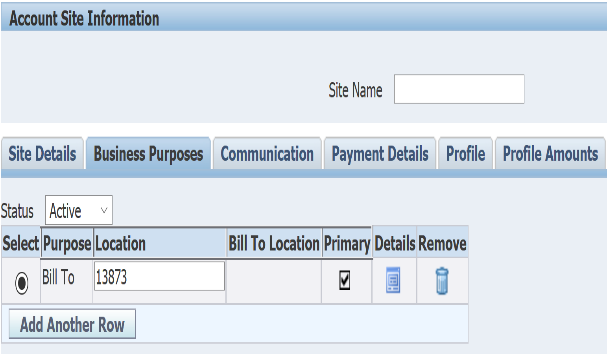 Account Site Information
Site Name
Site Details Business Purposes Communication Payment Details Profile Profile Amounts
Status Active
Select Purpose Location Bill To Location Primary Details Remove
Bill To 13873
Add Another Row